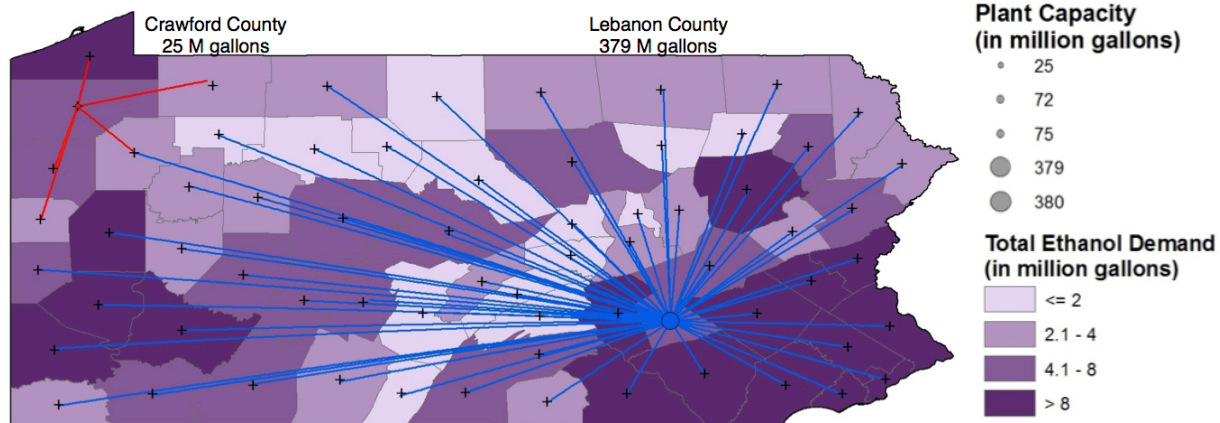 Crawford County
25 M gallons
Lebanon County
379 M gallons
Plant Capacity
(in million gallons)
25
72
75
379
380
Total Ethanol Demand
(in million gallons)
<= 2
2.1 - 4
4.1 - 8
> 8